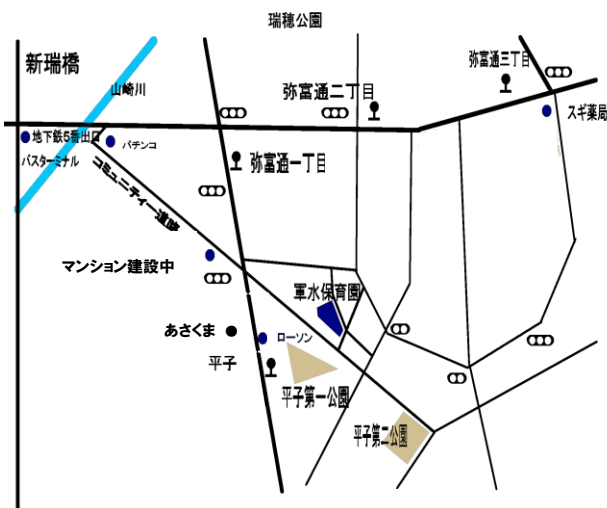 瑞穂公園
新瑞橋
山崎川
弥富通二丁目
弥富通三丁目
スギ薬局
地下鉄5番出口
バスターミナル
パチンコ
弥富通一丁目
コミュニティー道路
マンション建設中
軍水保育園
あさくま
ローソン
平子
平子第一公園
平子第二公園